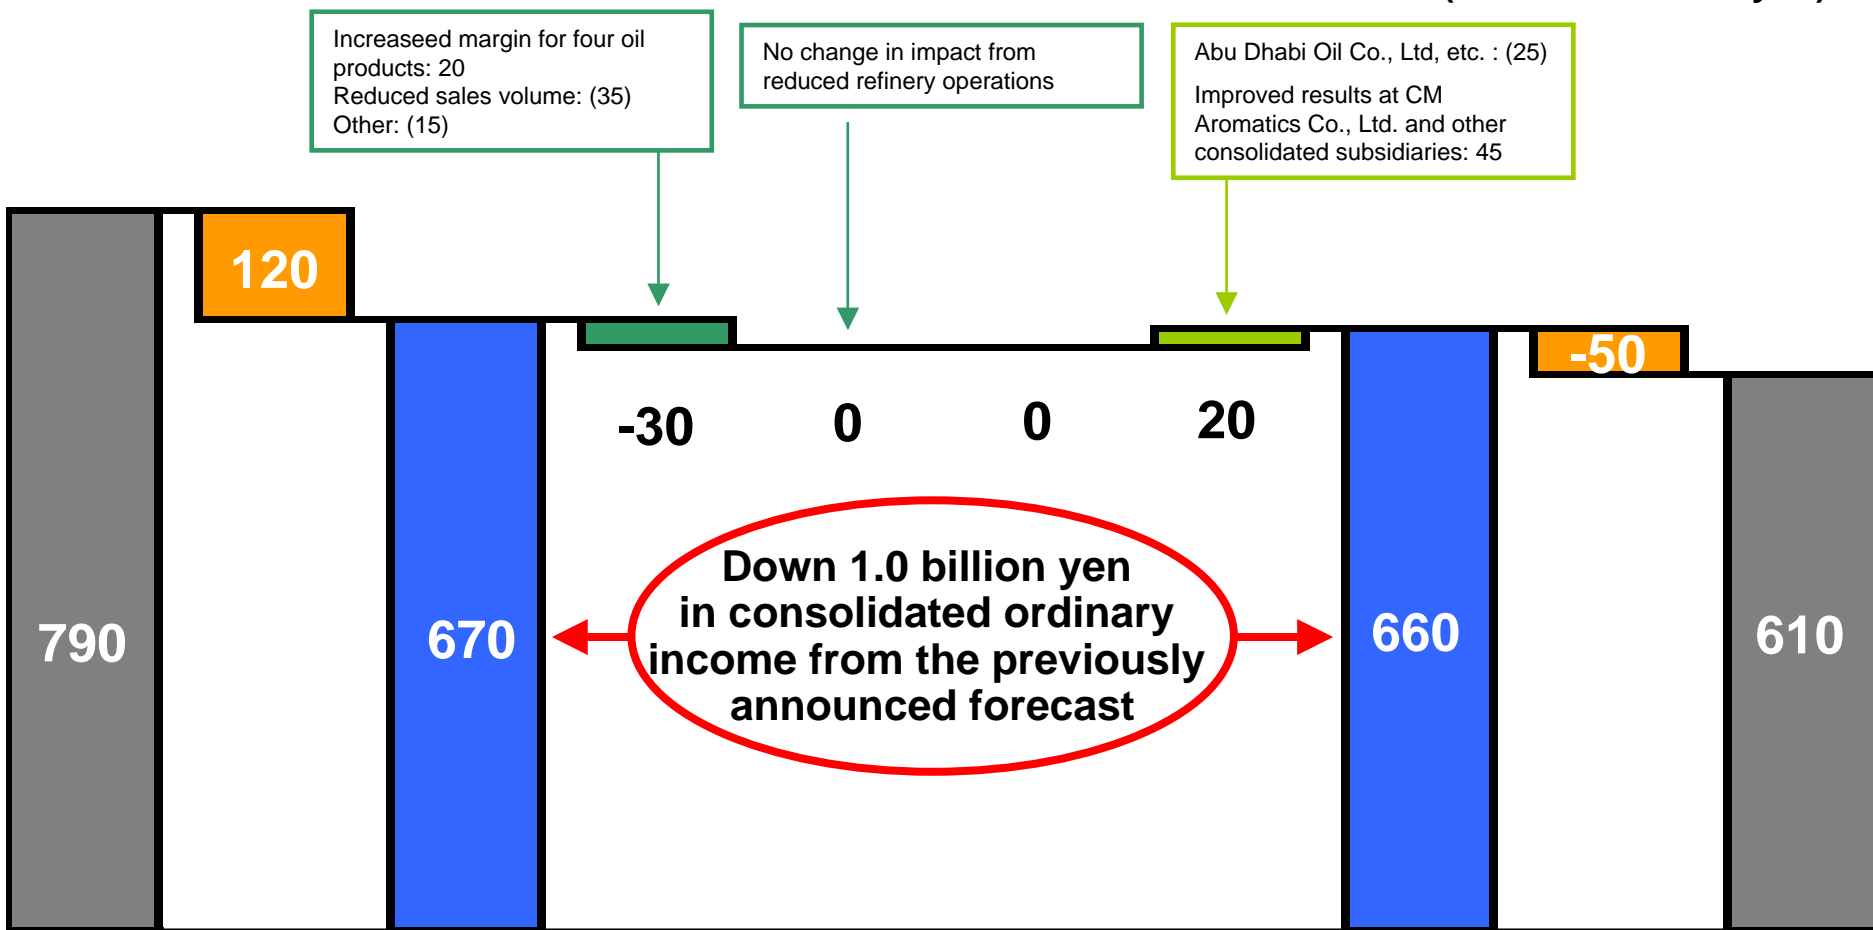 Increaseed margin for four oil
products: 20
Reduced sales volume: (35)
Other: (15)
No change in impact from
reduced refinery operations
Abu Dhabi Oil Co., Ltd, etc. : (25)
Improved results at CM
Aromatics Co., Ltd. and other
consolidated subsidiaries: 45
120
-50
-30
0
0
20
Down 1.0 billion yen
in consolidated ordinary
income from the previously
announced forecast
790
670
660
610